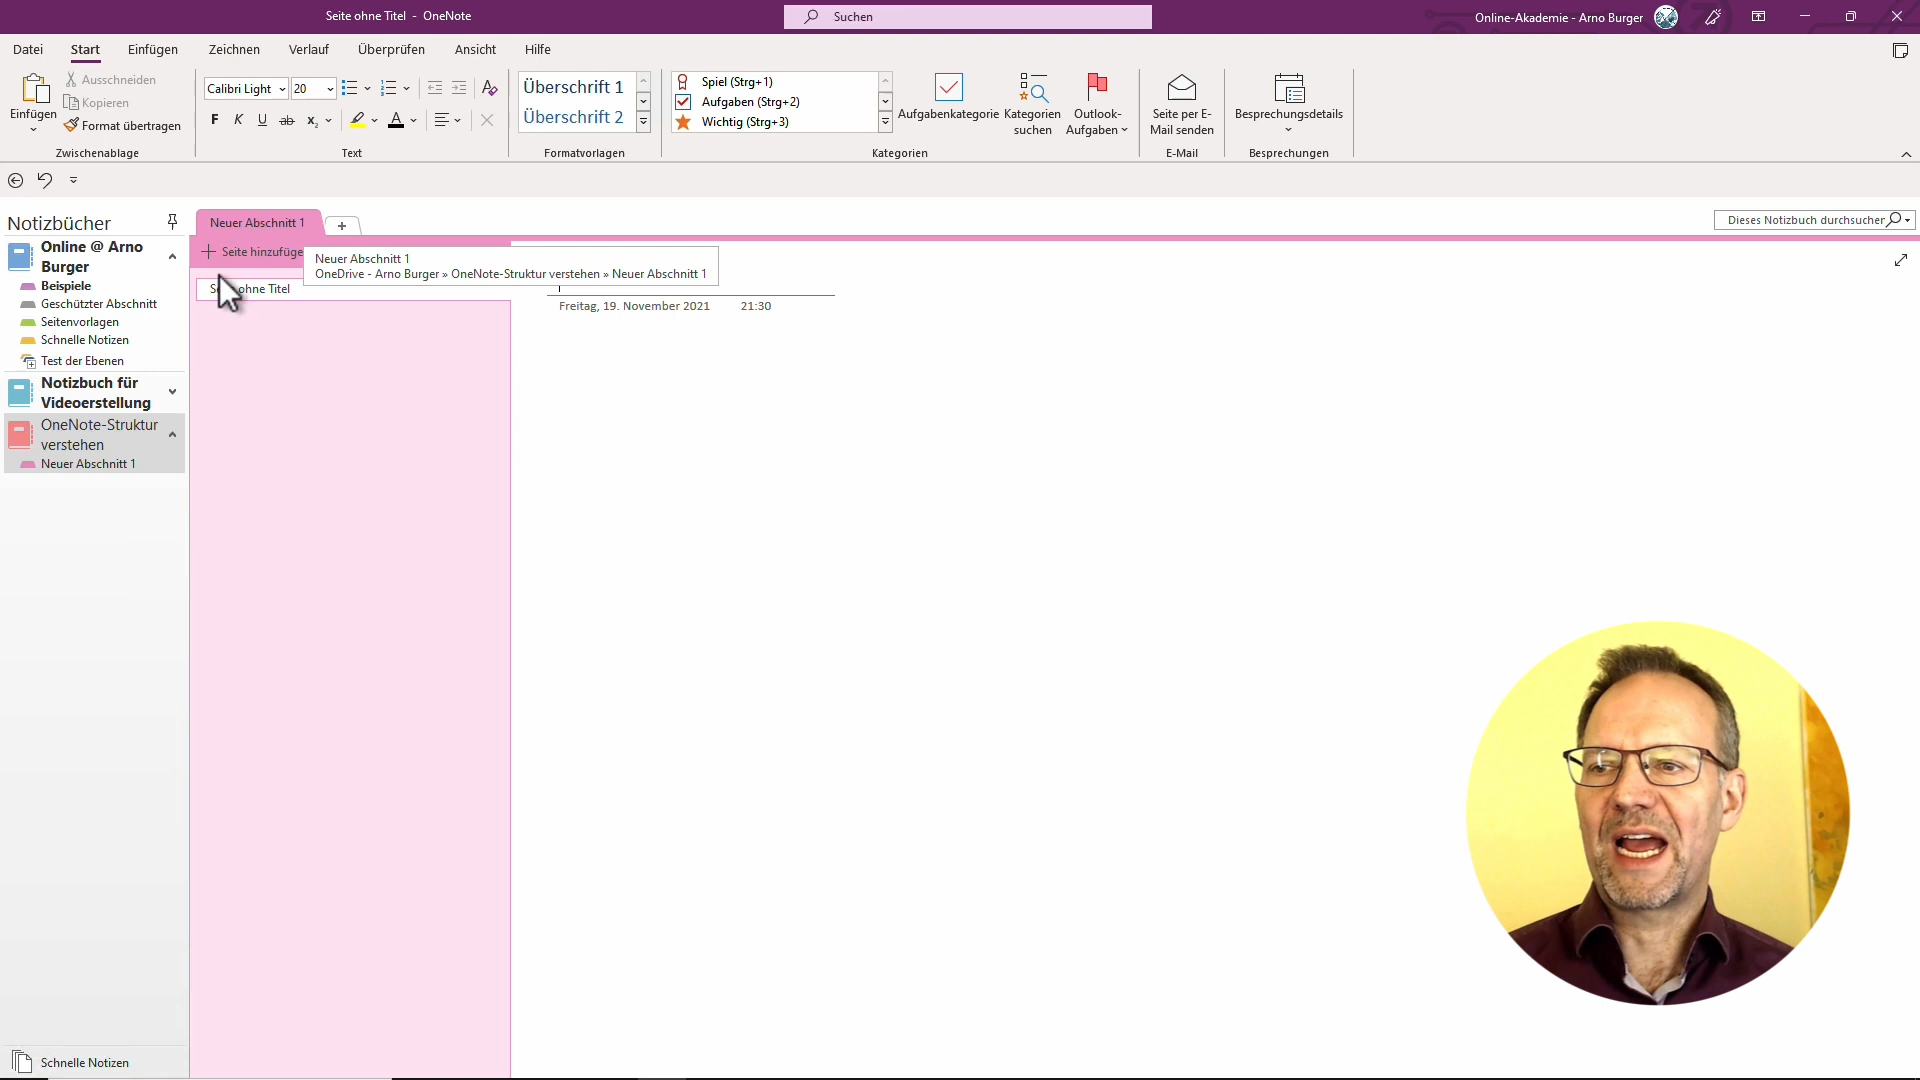 Seite ohne Titel - OneNote
Suchen
Online-Akademie - Arno Burger
Datei Start Einfügen Zeichnen Verlauf Überprüfen Ansicht Hilfe
Einfügen
Ausschneiden
Kopieren
Format übertragen
Zwischenablage
Calibri Light 20
F K U ab x
A
Text
Überschrift 1
Überschrift 2
Formatvorlagen
Spiel (Strg+1)
Aufgaben (Strg+2)
Wichtig (Strg+3)
Aufgabenkategorie
Kategorien
suchen
Outlook-
Aufgaben
Kategorien
Seite per E-
Mail senden
E-Mail
Besprechungsdetails
Besprechungen
Notizbücher
Online @ Arno
Burger
Beispiele
Geschützter Abschnitt
Seitenvorlagen
Schnelle Notizen
Test der Ebenen
Notizbuch für
Videoerstellung
OneNote-Struktur
verstehen
Neuer Abschnitt 1
Schnelle Notizen
Neuer Abschnitt 1
Dieses Notizbuch durchsuchen
Seite hinzufüge
Neuer Abschnitt 1
OneDrive - Arno Burger » OneNote-Struktur verstehen » Neuer Abschnitt 1
ohne Titel
Freitag, 19. November 2021 21:30